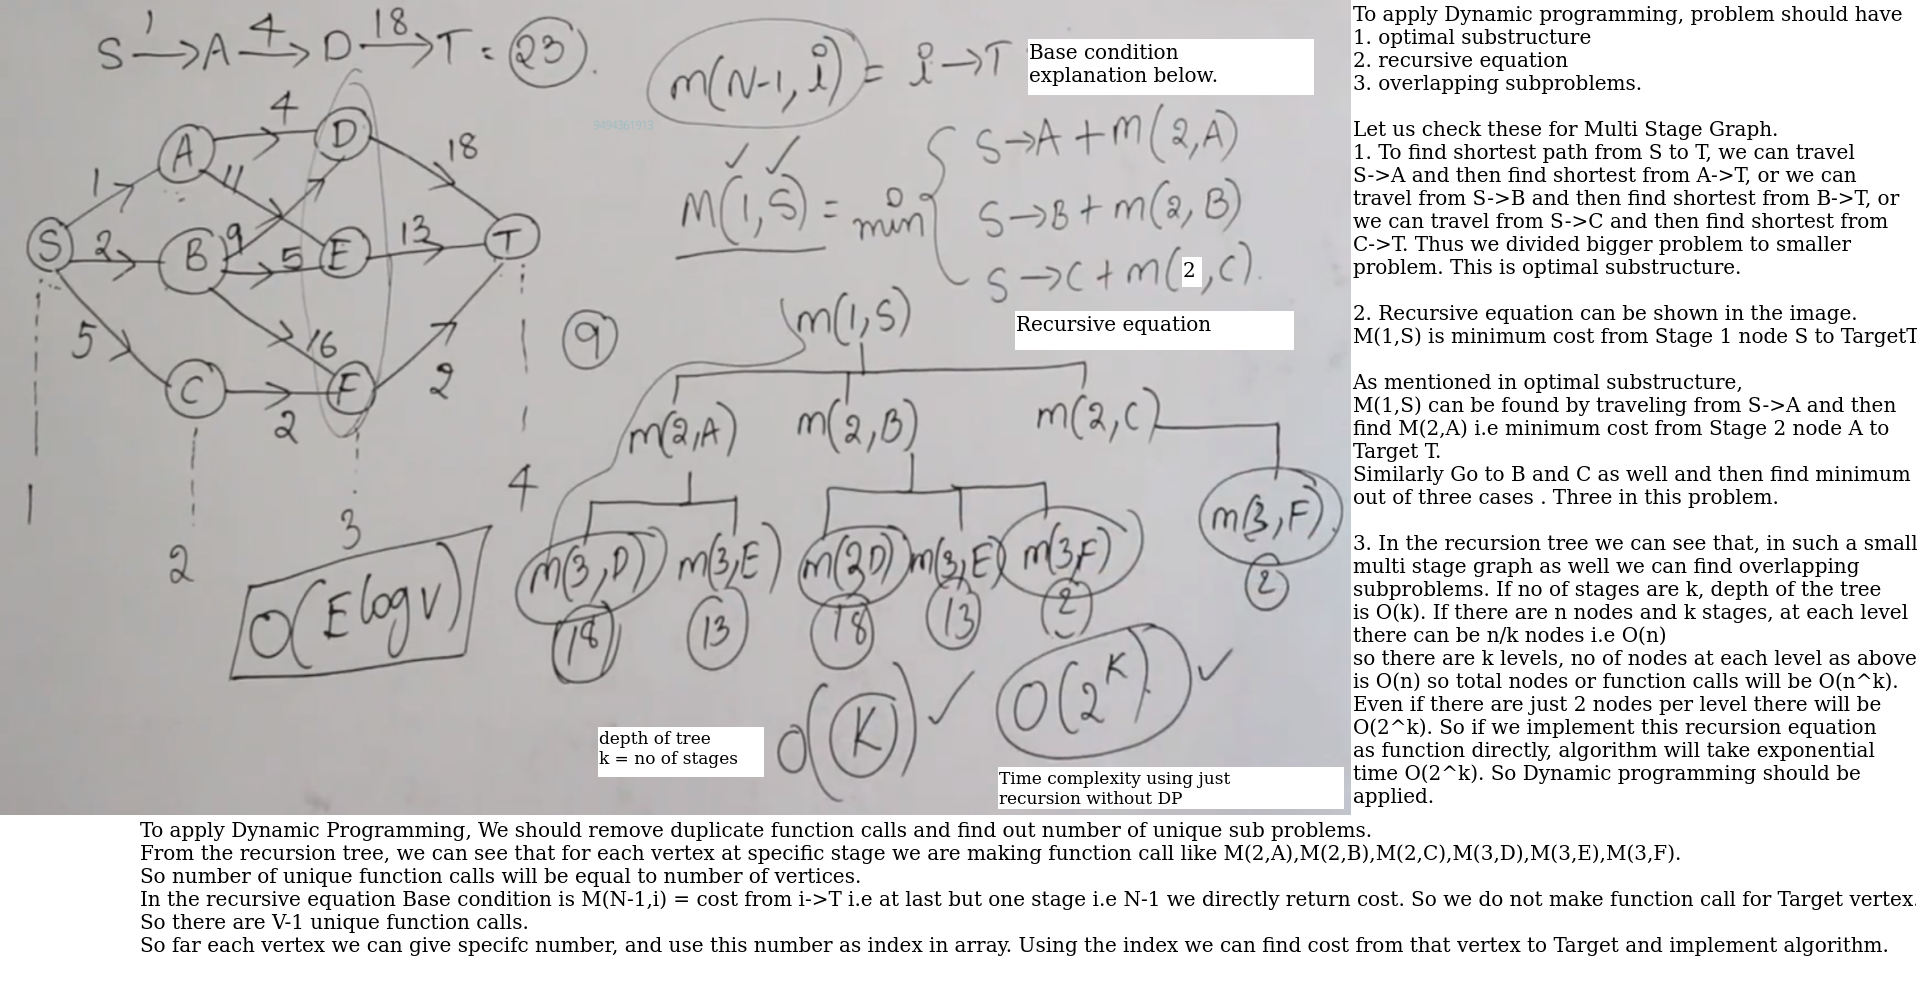 S 1→ A 4→ D 18→ T = 23.
m(N-1, i) = i → T
Base condition
explanation below.
9494361913
S→A + m(2,A)
M(1,S) = min S→B + m(2,B)
S→C + m(2,C).
Recursive equation
4
A
D
18
1
11
S
2
B
9
5
E
13
T
5
16
C
F
2
2
1
2
3
4
9
m(1,S)
m(2,A) m(2,B) m(2,C)
m(3,D) m(3,E) m(3,D) m(3,E) m(3,F) m(3,F)
18 13 18 13 2 2
O(E log V)
depth of tree
k = no of stages
O(K)
O(2^K)
Time complexity using just
recursion without DP
To apply Dynamic programming, problem should have
1. optimal substructure
2. recursive equation
3. overlapping subproblems.
Let us check these for Multi Stage Graph.
1. To find shortest path from S to T, we can travel
S->A and then find shortest from A->T, or we can
travel from S->B and then find shortest from B->T, or
we can travel from S->C and then find shortest from
C->T. Thus we divided bigger problem to smaller
problem. This is optimal substructure.
2. Recursive equation can be shown in the image.
M(1,S) is minimum cost from Stage 1 node S to TargetT
As mentioned in optimal substructure,
M(1,S) can be found by traveling from S->A and then
find M(2,A) i.e minimum cost from Stage 2 node A to
Target T.
Similarly Go to B and C as well and then find minimum
out of three cases . Three in this problem.
3. In the recursion tree we can see that, in such a small
multi stage graph as well we can find overlapping
subproblems. If no of stages are k, depth of the tree
is O(k). If there are n nodes and k stages, at each level
there can be n/k nodes i.e O(n)
so there are k levels, no of nodes at each level as above
is O(n) so total nodes or function calls will be O(n^k).
Even if there are just 2 nodes per level there will be
O(2^k). So if we implement this recursion equation
as function directly, algorithm will take exponential
time O(2^k). So Dynamic programming should be
applied.
To apply Dynamic Programming, We should remove duplicate function calls and find out number of unique sub problems.
From the recursion tree, we can see that for each vertex at specific stage we are making function call like M(2,A),M(2,B),M(2,C),M(3,D),M(3,E),M(3,F).
So number of unique function calls will be equal to number of vertices.
In the recursive equation Base condition is M(N-1,i) = cost from i->T i.e at last but one stage i.e N-1 we directly return cost. So we do not make function call for Target vertex.
So there are V-1 unique function calls.
So far each vertex we can give specifc number, and use this number as index in array. Using the index we can find cost from that vertex to Target and implement algorithm.